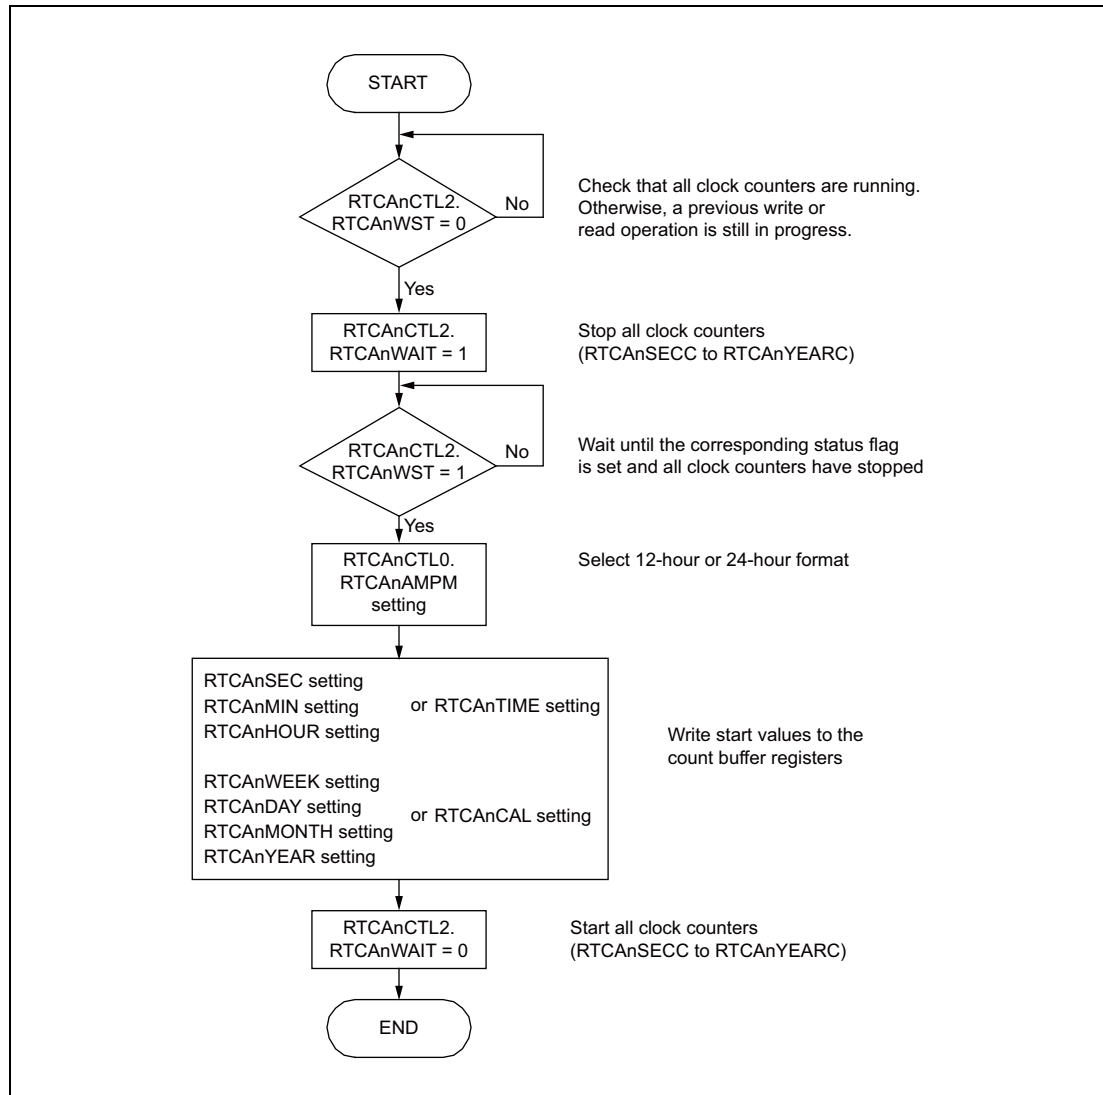 START
RTCAnCTL2.
RTCAnWST = 0
No
Check that all clock counters are running.
Otherwise, a previous write or
read operation is still in progress.
Yes
RTCAnCTL2.
RTCAnWAIT = 1
Stop all clock counters
(RTCAnSECC to RTCAnYEARC)
RTCAnCTL2.
RTCAnWST = 1
No
Wait until the corresponding status flag
is set and all clock counters have stopped
Yes
RTCAnCTL0.
RTCAnAMPM
setting
Select 12-hour or 24-hour format
RTCAnSEC setting
RTCAnMIN setting
or RTCAnTIME setting
RTCAnHOUR setting
Write start values to the
count buffer registers
RTCAnWEEK setting
RTCAnDAY setting
or RTCAnCAL setting
RTCAnMONTH setting
RTCAnYEAR setting
RTCAnCTL2.
RTCAnWAIT = 0
Start all clock counters
(RTCAnSECC to RTCAnYEARC)
END